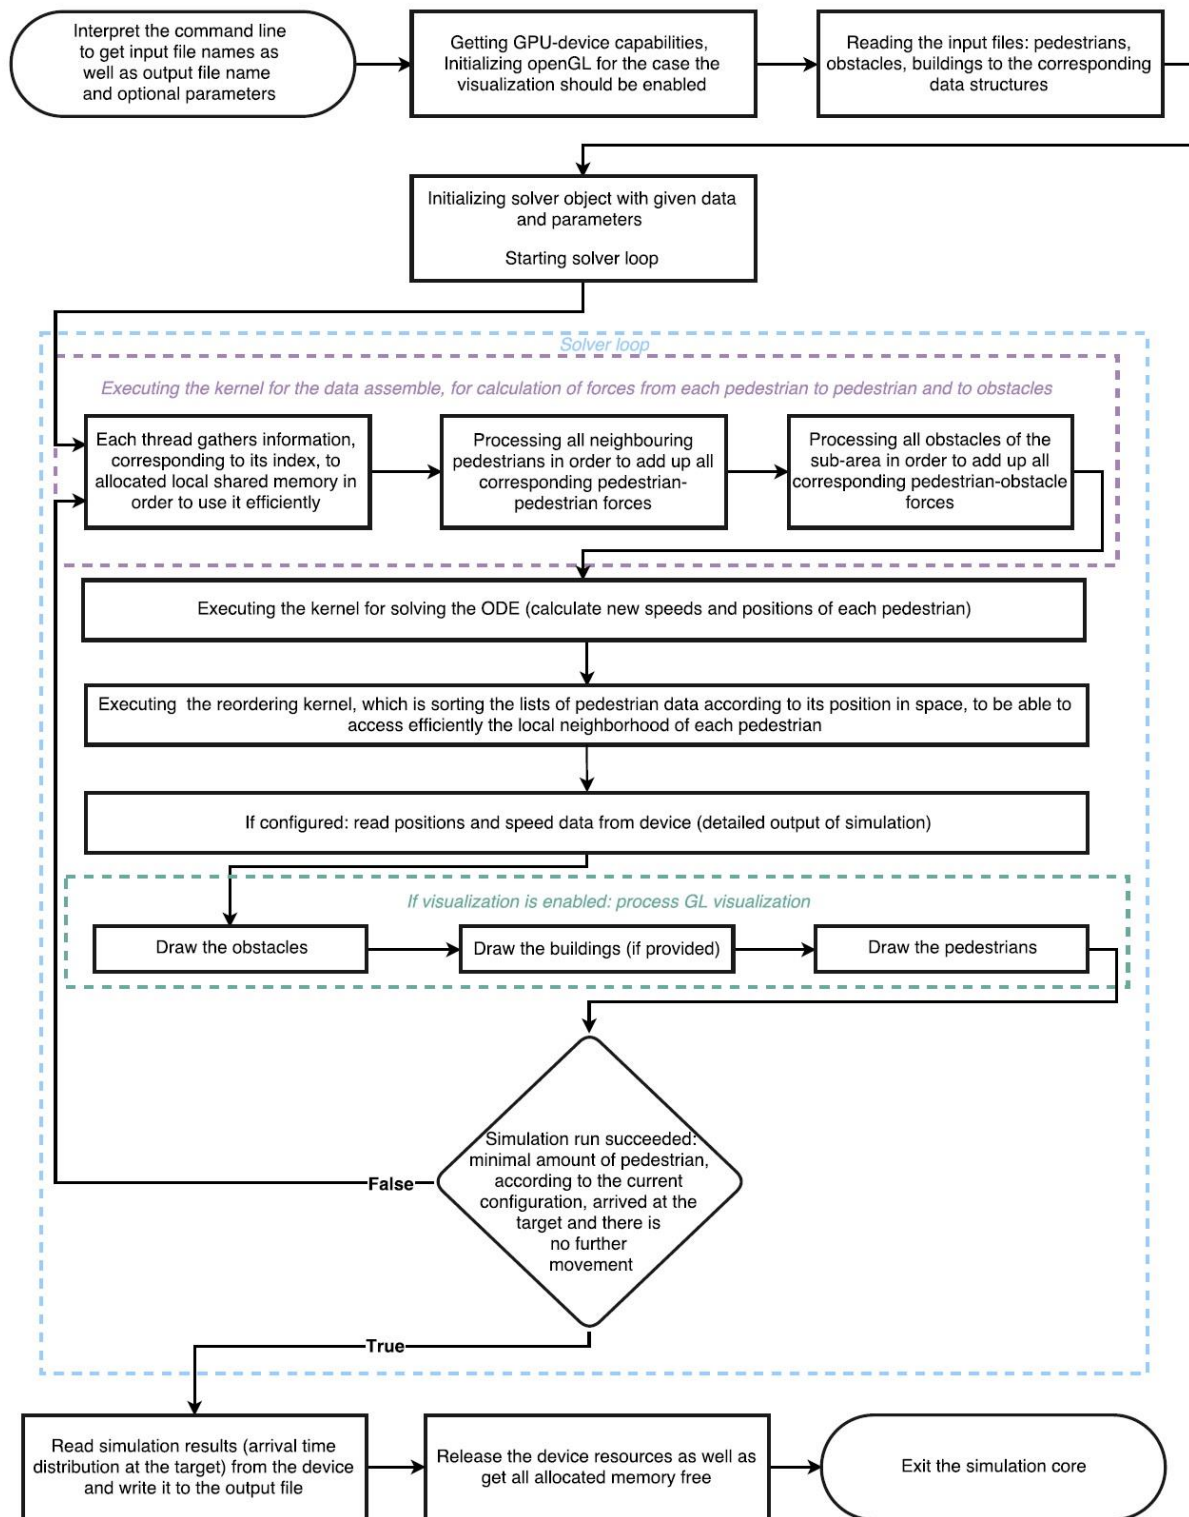 Interpret the command line
to get input file names as
well as output file name
and optional parameters
Getting GPU-device capabilities,
Initializing openGL for the case the
visualization should be enabled
Reading the input files: pedestrians,
obstacles, buildings to the corresponding
data structures
Initializing solver object with given data
and parameters
Starting solver loop
Solver loop
Executing the kernel for the data assemble, for calculation of forces from each pedestrian to pedestrian and to obstacles
Each thread gathers information,
corresponding to its index, to
allocated local shared memory in
order to use it efficiently
Processing all neighbouring
pedestrians in order to add up all
corresponding pedestrian-
pedestrian forces
Processing all obstacles of the
sub-area in order to add up all
corresponding pedestrian-obstacle
forces
Executing the kernel for solving the ODE (calculate new speeds and positions of each pedestrian)
Executing the reordering kernel, which is sorting the lists of pedestrian data according to its position in space, to be able to
access efficiently the local neighborhood of each pedestrian
If configured: read positions and speed data from device (detailed output of simulation)
If visualization is enabled: process GL visualization
Draw the obstacles
Draw the buildings (if provided)
Draw the pedestrians
Simulation run succeeded:
minimal amount of pedestrian,
according to the current
configuration, arrived at the
target and there is
no further
movement
False
True
Read simulation results (arrival time
distribution at the target) from the device
and write it to the output file
Release the device resources as well as
get all allocated memory free
Exit the simulation core